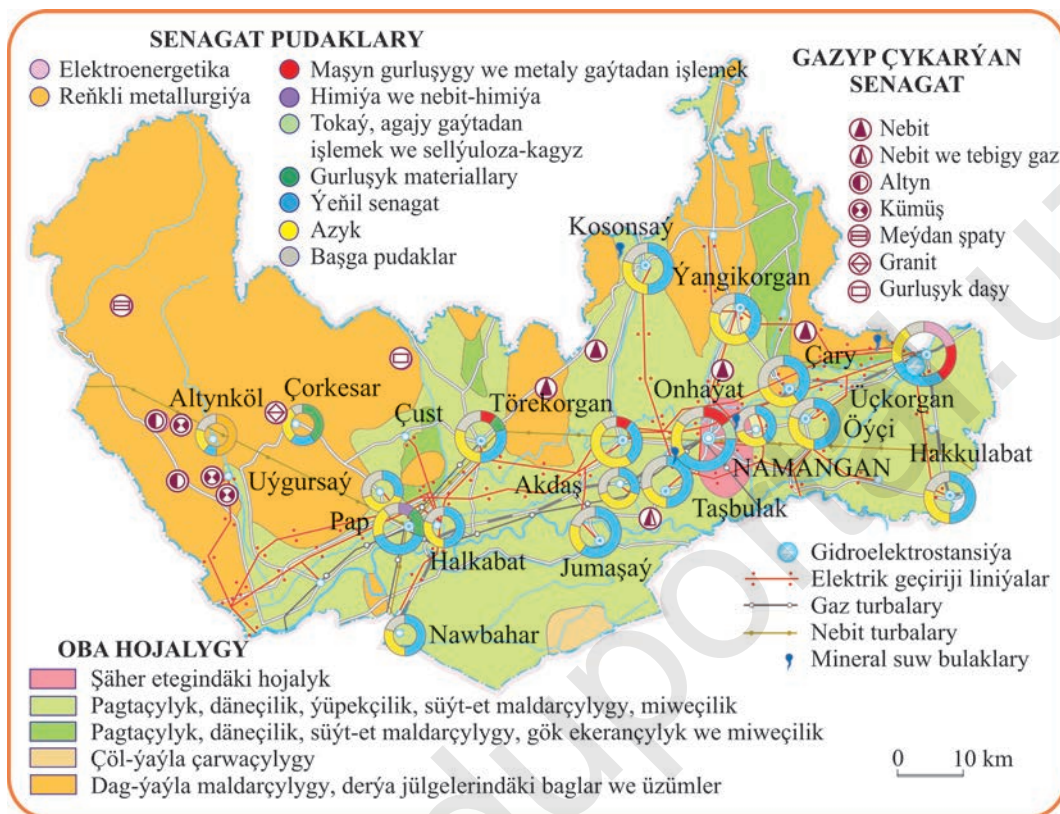 SENAGAT PUDAKLARY
Elektroenergetika
Reňkli metallurgiýa
Maşyn gurluşygy we metaly gaýtadan işlemek
Himiýa we nebit-himiýa
Tokaý, agajy gaýtadan
işlemek we sellýuloza-kagyz
Gurluşyk materiallary
Ýeňil senagat
Azyk
Başga pudaklar
GAZYP ÇYKARÝAN
SENAGAT
Nebit
Nebit we tebigy gaz
Altyn
Kümüş
Meýdan şpaty
Granit
Gurluşyk daşy
Kosonsaý
Ýangikorgan
Çary
Üçkorgan
Altynköl
Çorkesar
Çust
Törekorgan
Onhaýat
Öýçi
Hakkulabat
NAMANGAN
Uýgursaý
Akdaş
Taşbulak
Pap
Halkabat
Jumaşaý
Nawbahar
Gidroelektrostansiýa
Elektrik geçiriji liniýalar
Gaz turbalary
Nebit turbalary
Mineral suw bulaklary
OBA HOJALYGY
Şäher etegindäki hojalyk
Pagtaçylyk, däneçilik, ýüpekçilik, süýt-et maldarçylygy, miweçilik
Pagtaçylyk, däneçilik, süýt-et maldarçylygy, gök ekerançylyk we miweçilik
Çöl-ýaýla çarwaçylygy
Dag-ýaýla maldarçylygy, derýa jülgelerindäki baglar we üzümler
0 10 km